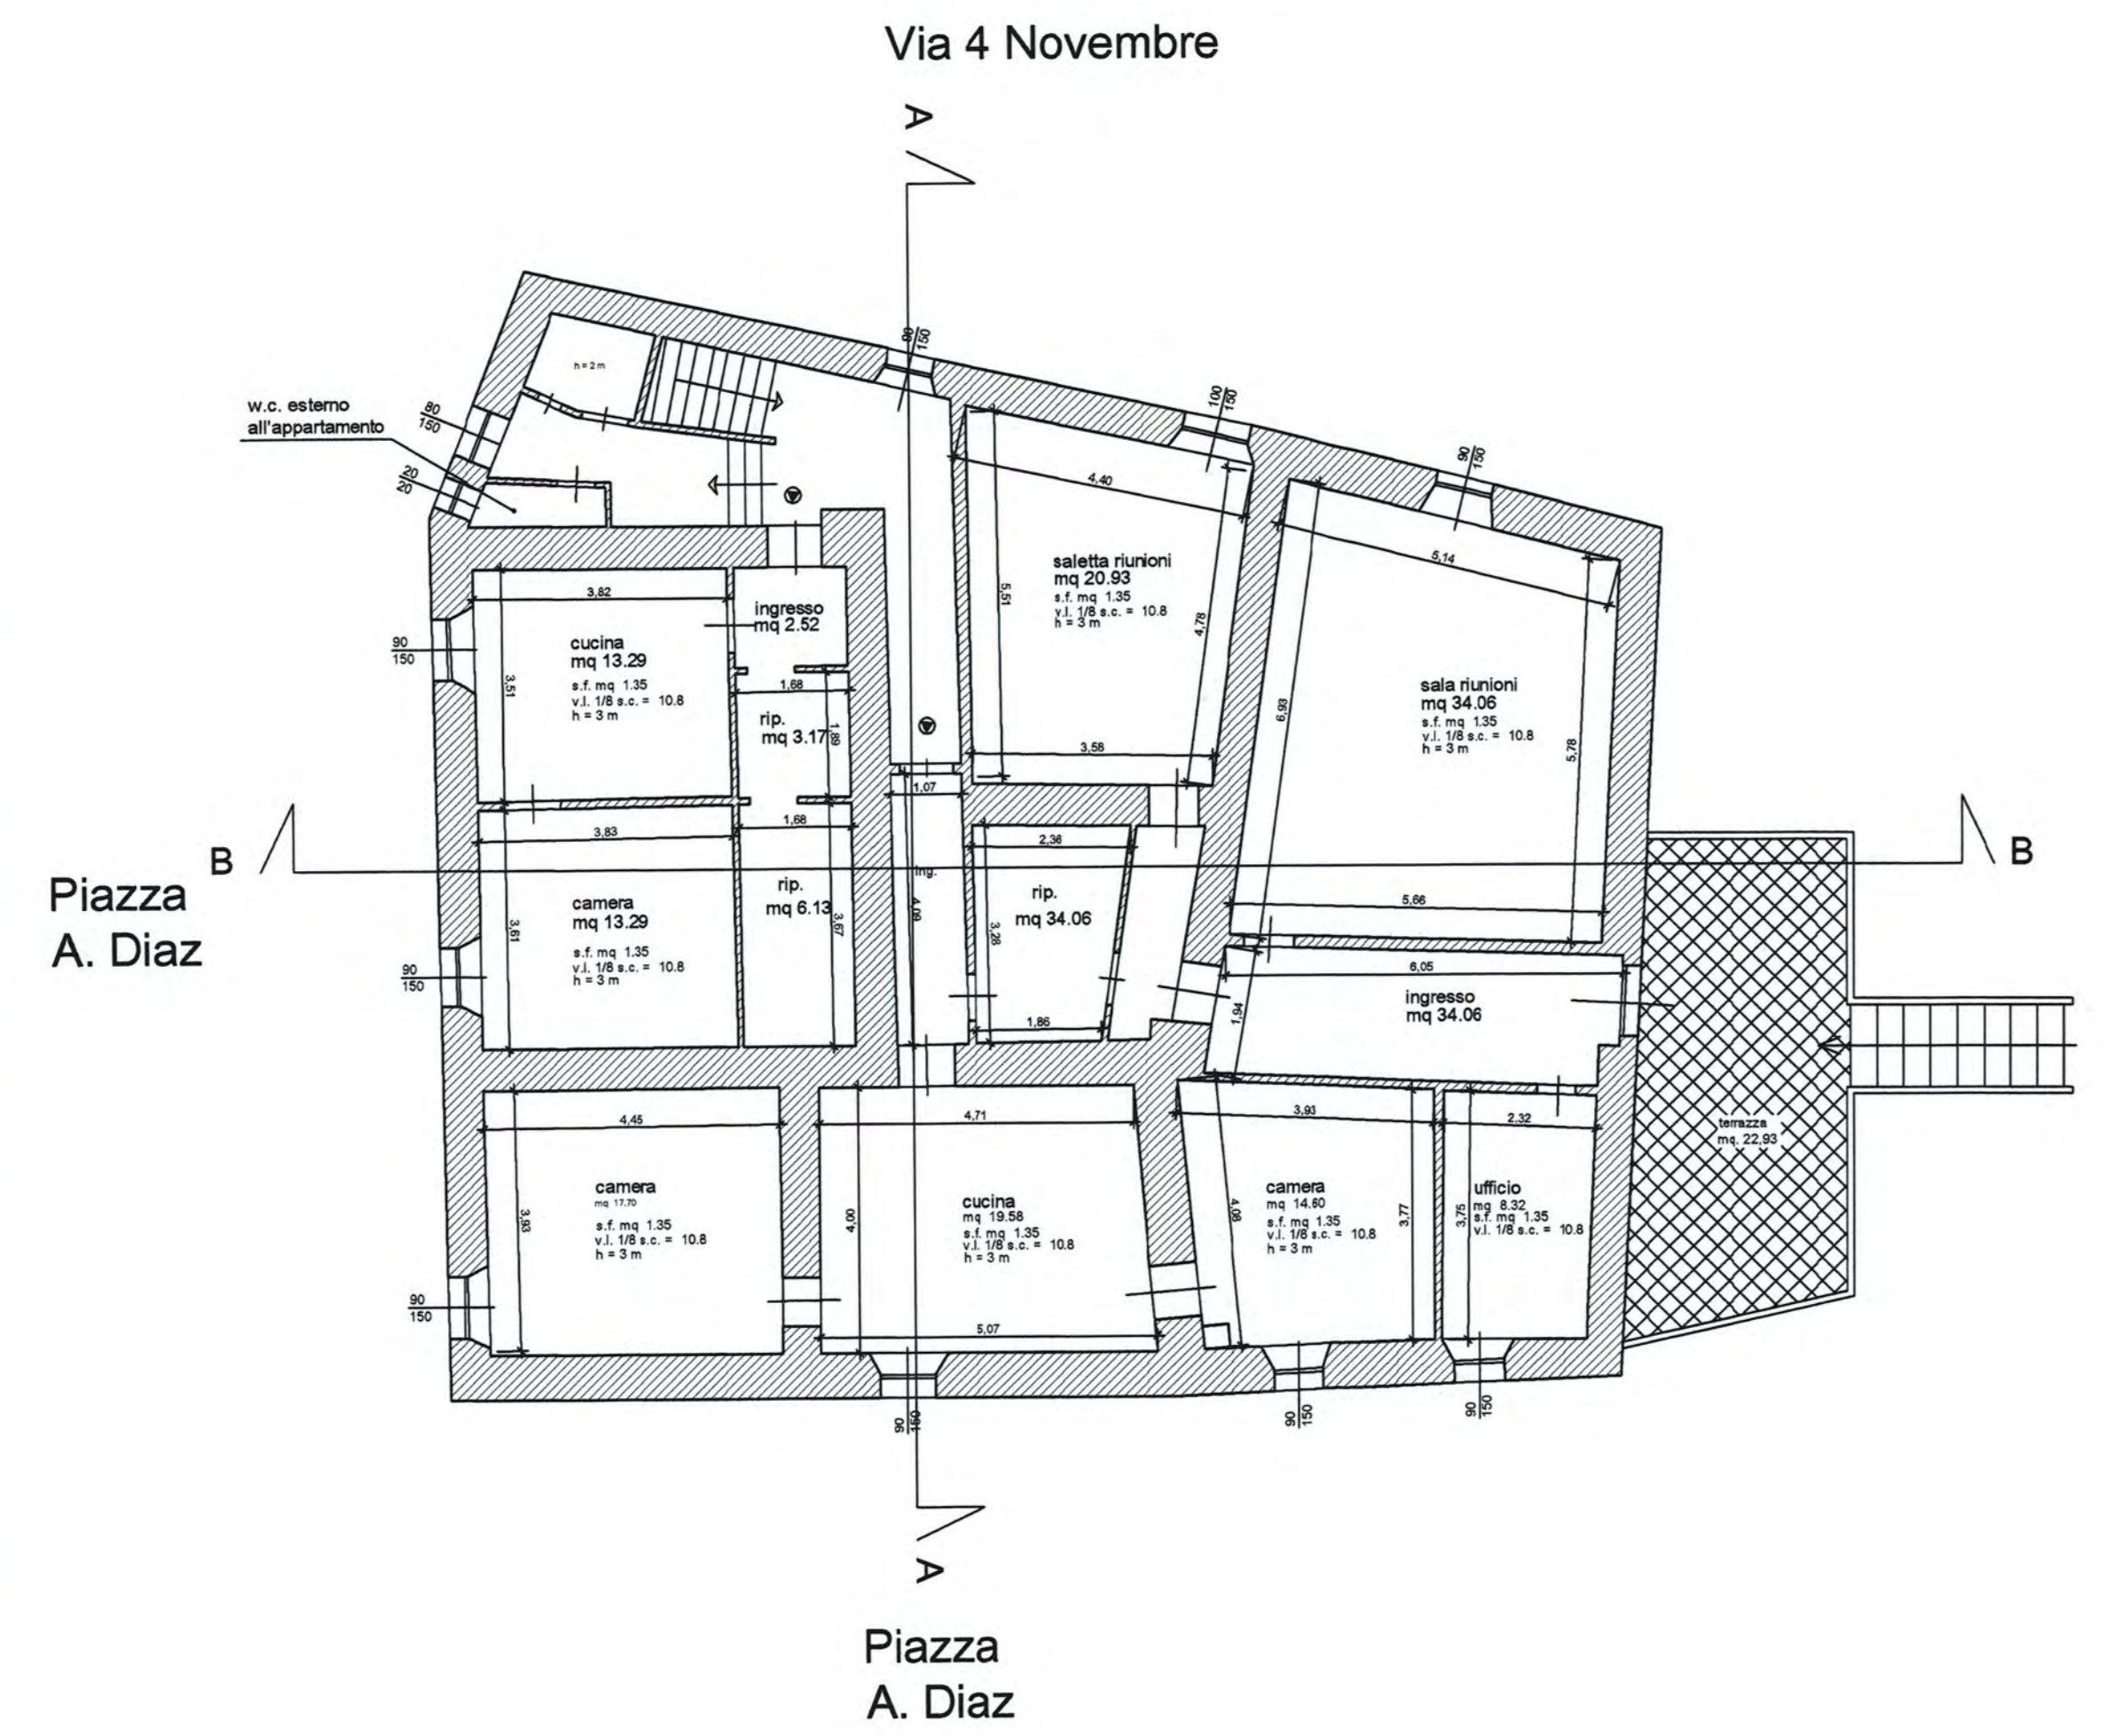 Via 4 Novembre
A
80
150
h = 2 m
w.c. esterno
all'appartamento
80
150
20
20
100
150
90
150
4,40
5,14
saletta riunioni
mq 20.93
s.f. mq 1.35
v.l. 1/8 s.c. = 10.8
h = 3 m
5,51
4,78
3,58
3,82
ingresso
mq 2.52
cucina
mq 13.29
s.f. mq 1.35
v.l. 1/8 s.c. = 10.8
h = 3 m
3,51
90
150
1,68
rip.
mq 3.17
1,89
sala riunioni
mq 34.06
s.f. mq 1.35
v.l. 1/8 s.c. = 10.8
h = 3 m
6,93
5,78
5,66
1,07
1,68
3,83
2,36
B
B
Piazza
A. Diaz
camera
mq 13.29
s.f. mq 1.35
v.l. 1/8 s.c. = 10.8
h = 3 m
3,61
90
150
rip.
mq 6.13
3,67
ing.
4,09
rip.
mq 34.06
3,28
1,86
6,05
ingresso
mq 34.06
1,94
4,45
4,71
3,93
2,32
terrazza
mq. 22,93
camera
mq 17.70
s.f. mq 1.35
v.l. 1/8 s.c. = 10.8
h = 3 m
3,93
90
150
cucina
mq 19.58
s.f. mq 1.35
v.l. 1/8 s.c. = 10.8
h = 3 m
4,00
5,07
camera
mq 14.60
s.f. mq 1.35
v.l. 1/8 s.c. = 10.8
h = 3 m
4,08
3,77
ufficio
mq 8.32
s.f. mq 1.35
v.l. 1/8 s.c. = 10.8
3,75
90
150
90
150
90
150
A
Piazza
A. Diaz